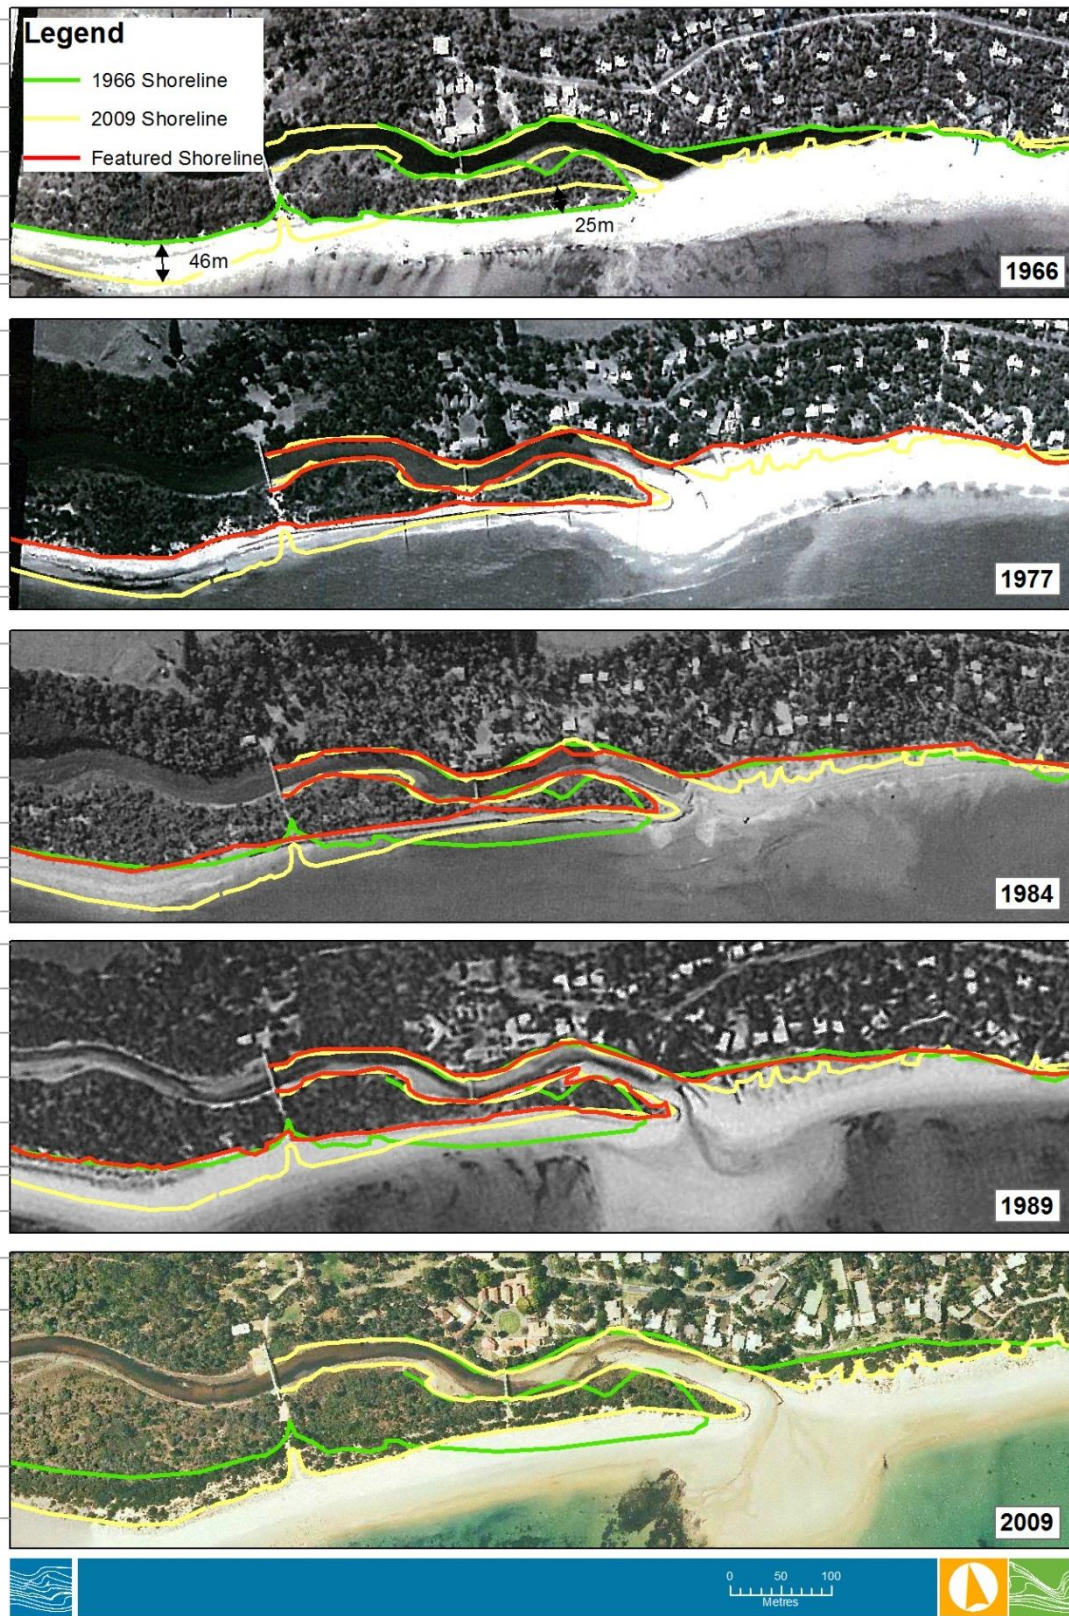 Legend
1966 Shoreline
2009 Shoreline
Featured Shoreline
25m
46m
1966
1977
1984
1989
2009
0 50 100
Metres